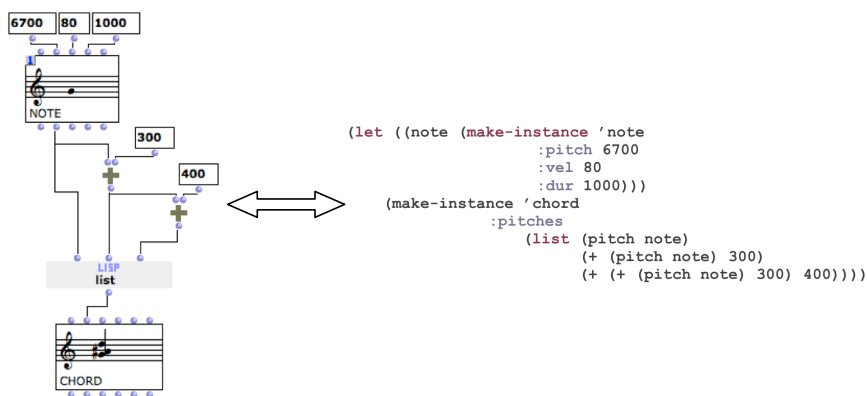 6700 80 1000
1
NOTE
300
400
LISP
list
CHORD
(let ((note (make-instance 'note
:pitch 6700
:vel 80
:dur 1000)))
(make-instance 'chord
:pitches
(list (pitch note)
(+ (pitch note) 300)
(+ (+ (pitch note) 300) 400))))